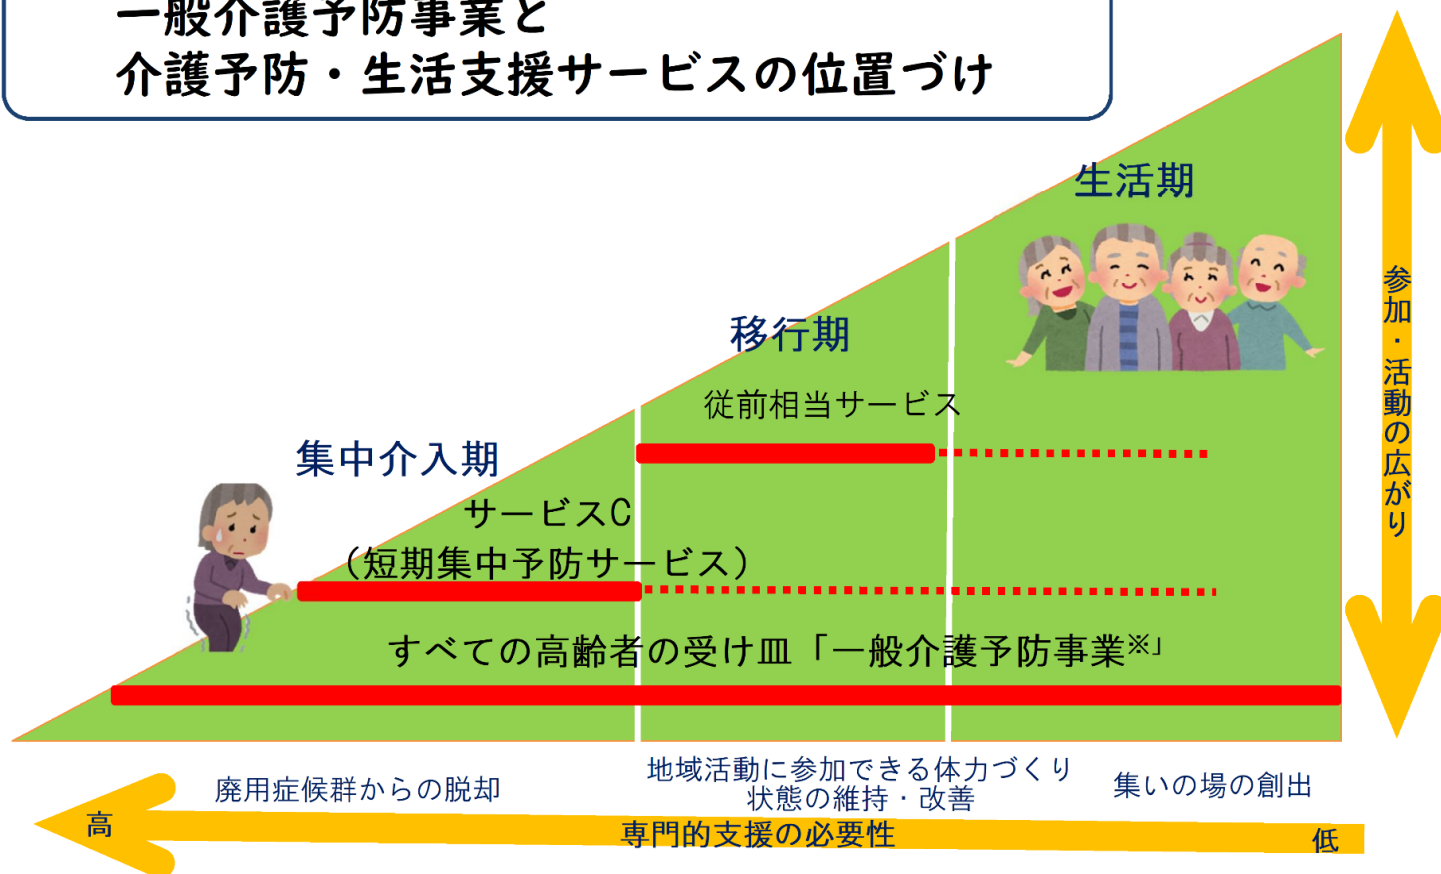 一般介護予防事業と
介護予防・生活支援サービスの位置づけ
生活期
移行期
従前相当サービス
集中介入期
サービスC
（短期集中予防サービス）
すべての高齢者の受け皿「一般介護予防事業※」
参加・活動の広がり
廃用症候群からの脱却
地域活動に参加できる体力づくり
状態の維持・改善
集いの場の創出
高
専門的支援の必要性
低